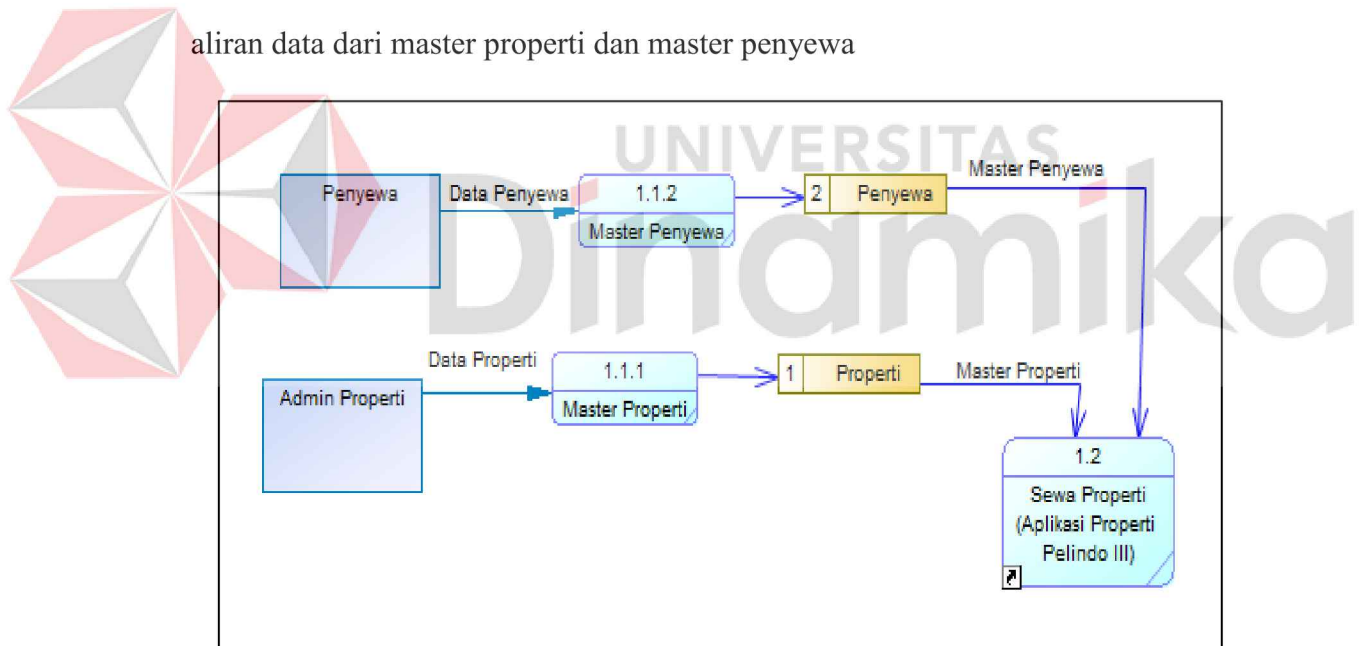 aliran data dari master properti dan master penyewa
UNIVERSITAS
Dinamika
Penyewa
Data Penyewa
1.1.2
Master Penyewa
2 Penyewa
Master Penyewa
Admin Properti
Data Properti
1.1.1
Master Properti
1 Properti
Master Properti
1.2
Sewa Properti
(Aplikasi Properti
Pelindo III)